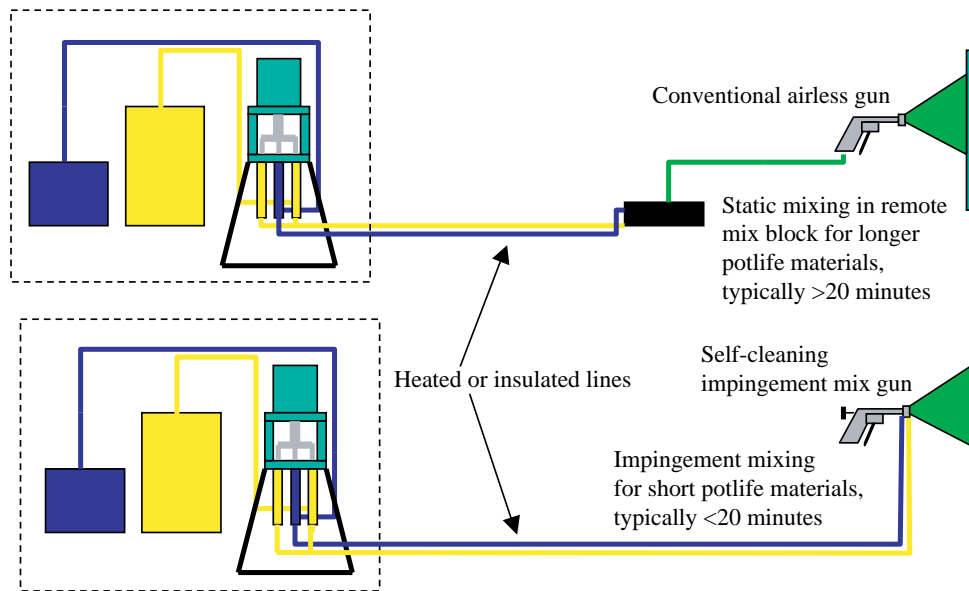 Conventional airless gun
Static mixing in remote
mix block for longer
potlife materials,
typically >20 minutes
Heated or insulated lines
Self-cleaning
impingement mix gun
Impingement mixing
for short potlife materials,
typically <20 minutes